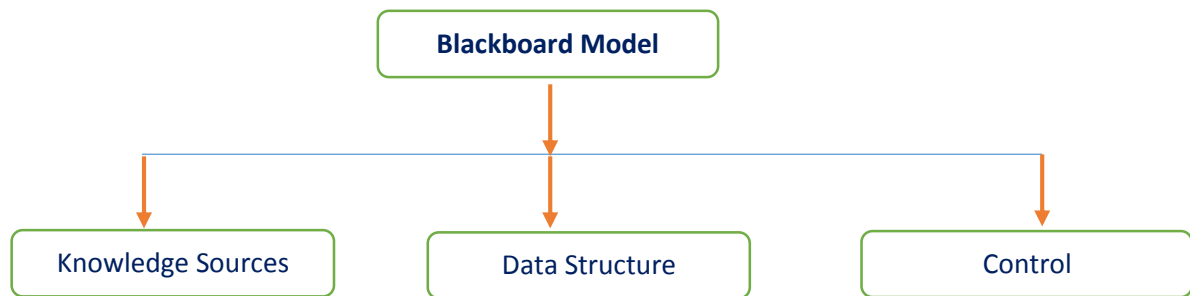 Blackboard Model
Knowledge Sources
Data Structure
Control